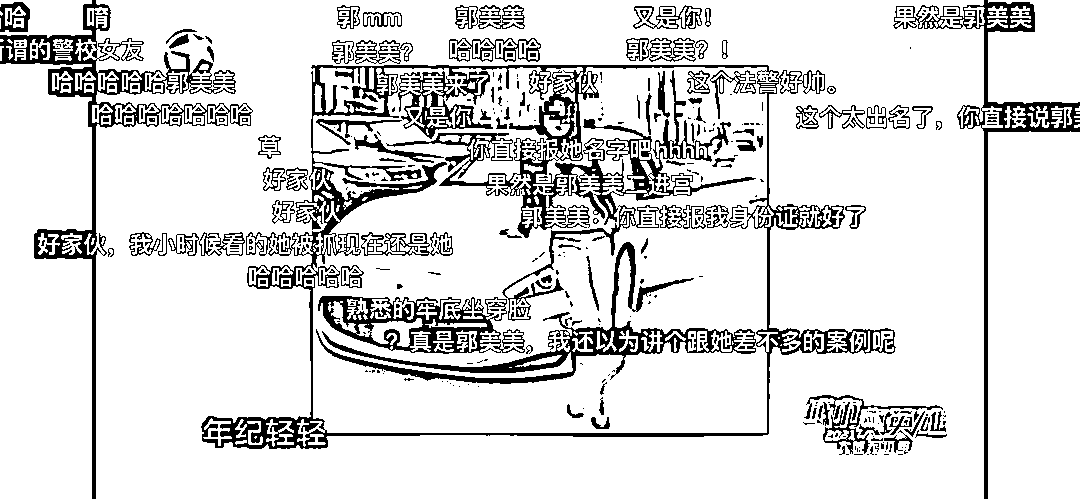 哈 唷 郭mm 郭美美 又是你！ 果然是郭美美
所谓的警校女友 郭美美？ 哈哈哈哈 郭美美？！
哈哈哈哈哈郭美美 郭美美来了 好家伙 这个法警好帅。
哈哈哈哈哈哈哈 又是你 这个太出名了，你直接说郭美
草 你直接报她名字吧hhhh
好家伙 果然是郭美美二进宫
好家伙 郭美美：你直接报我身份证就好了
好家伙，我小时候看的她被抓现在还是她
哈哈哈哈哈
熟悉的牢底坐穿脸
？真是郭美美，我还以为讲个跟她差不多的案例呢
年纪轻轻